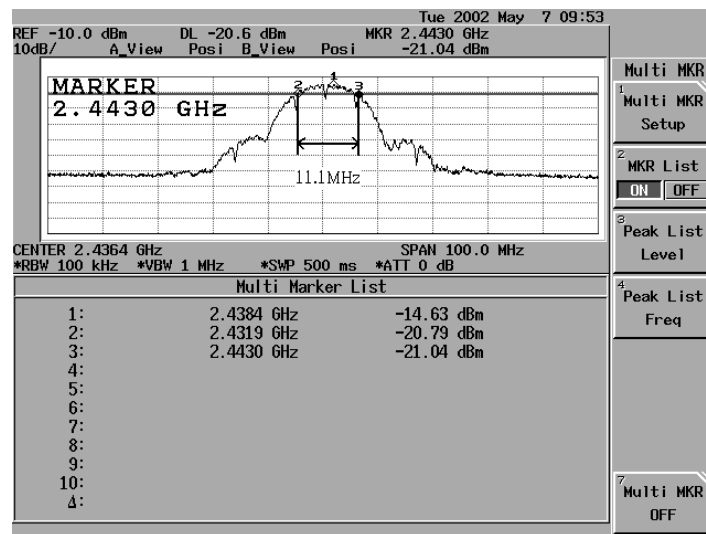 Tue 2002 May 7 09:53
REF -10.0 dBm DL -20.6 dBm MKR 2.4430 GHz
10dB/ A_View Posi B_View Posi -21.04 dBm
MARKER
2.4430 GHz
2 1 3
11.1MHz
CENTER 2.4364 GHz SPAN 100.0 MHz
*RBW 100 kHz *VBW 1 MHz *SWP 500 ms *ATT 0 dB
Multi Marker List
1: 2.4384 GHz -14.63 dBm
2: 2.4319 GHz -20.79 dBm
3: 2.4430 GHz -21.04 dBm
4:
5:
6:
7:
8:
9:
10:
Δ:
Multi MKR
1
Multi MKR
Setup
2
MKR List
ON OFF
3
Peak List
Level
4
Peak List
Freq
7
Multi MKR
OFF